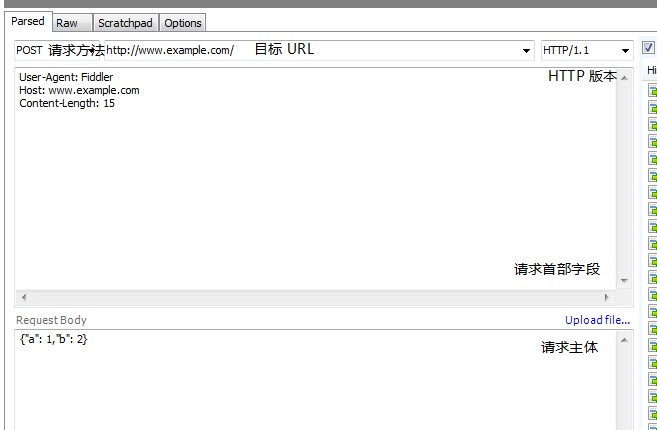 Parsed Raw Scratchpad Options
POST 请求方法 http://www.example.com/ 目标 URL HTTP/1.1
User-Agent: Fiddler HTTP 版本
Host: www.example.com
Content-Length: 15
请求首部字段
Request Body Upload file...
{"a": 1,"b": 2}
请求主体